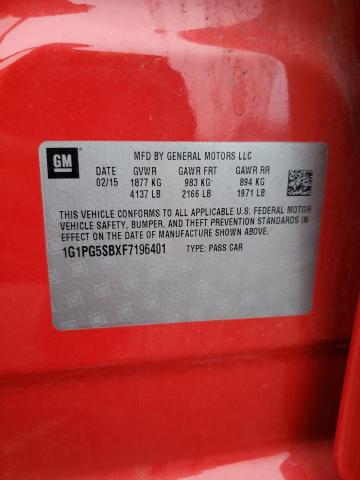 GM
MFD BY GENERAL MOTORS LLC
DATE GVWR GAWR FRT GAWR RR
02/15 1877 KG 983 KG 894 KG
4137 LB 2166 LB 1971 LB
THIS VEHICLE CONFORMS TO ALL APPLICABLE U.S. FEDERAL MOTOR
VEHICLE SAFETY, BUMPER, AND THEFT PREVENTION STANDARDS IN
EFFECT ON THE DATE OF MANUFACTURE SHOWN ABOVE.
1G1PG5SBXF7196401 TYPE: PASS CAR